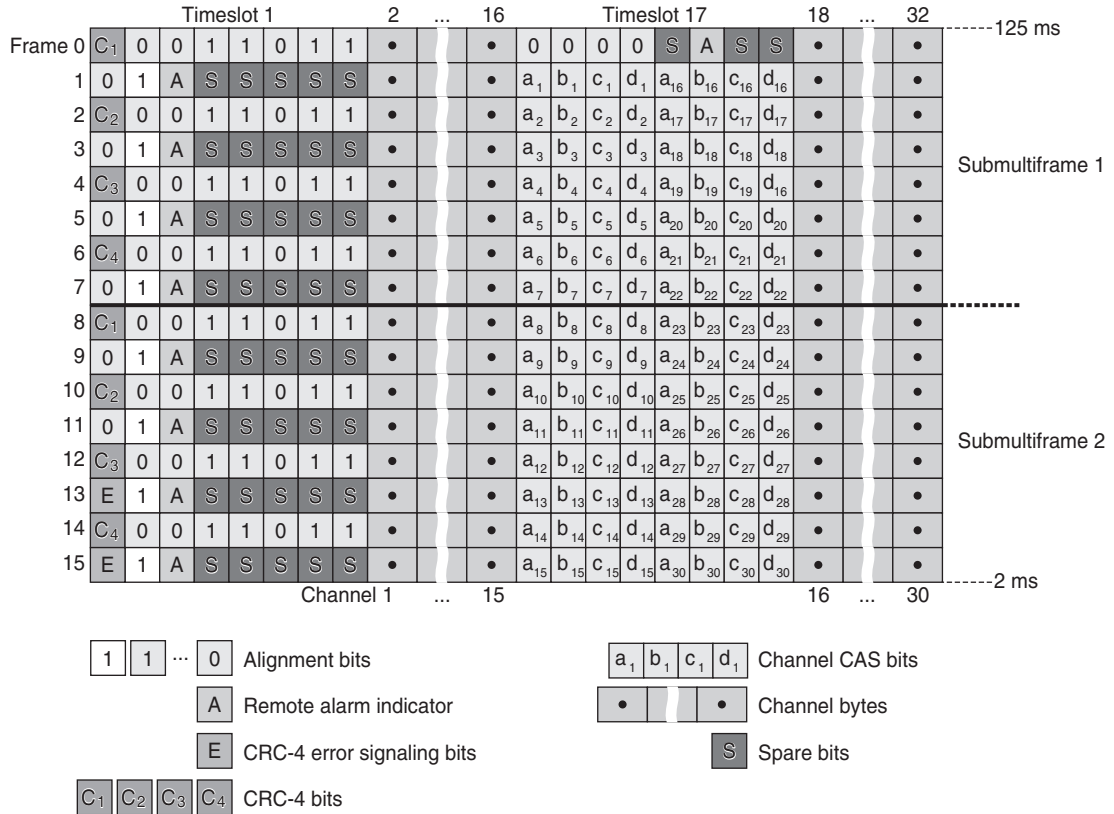 Timeslot 1 2 ... 16 Timeslot 17 18 ... 32
Frame 0 C1 0 0 1 1 0 1 1 • • 0 0 0 0 S A S S • • 125 ms
1 0 1 A S S S S S • • a1 b1 c1 d1 a16 b16 c16 d16 • •
2 C2 0 0 1 1 0 1 1 • • a2 b2 c2 d2 a17 b17 c17 d17 • •
3 0 1 A S S S S S • • a3 b3 c3 d3 a18 b18 c18 d18 • •
Submultiframe 1
4 C3 0 0 1 1 0 1 1 • • a4 b4 c4 d4 a19 b19 c19 d16 • •
5 0 1 A S S S S S • • a5 b5 c5 d5 a20 b20 c20 d20 • •
6 C4 0 0 1 1 0 1 1 • • a6 b6 c6 d6 a21 b21 c21 d21 • •
7 0 1 A S S S S S • • a7 b7 c7 d7 a22 b22 c22 d22 • •
8 C1 0 0 1 1 0 1 1 • • a8 b8 c8 d8 a23 b23 c23 d23 • •
9 0 1 A S S S S S • • a9 b9 c9 d9 a24 b24 c24 d24 • •
10 C2 0 0 1 1 0 1 1 • • a10 b10 c10 d10 a25 b25 c25 d25 • •
11 0 1 A S S S S S • • a11 b11 c11 d11 a26 b26 c26 d26 • •
Submultiframe 2
12 C3 0 0 1 1 0 1 1 • • a12 b12 c12 d12 a27 b27 c27 d27 • •
13 E 1 A S S S S S • • a13 b13 c13 d13 a28 b28 c28 d28 • •
14 C4 0 0 1 1 0 1 1 • • a14 b14 c14 d14 a29 b29 c29 d29 • •
15 E 1 A S S S S S • • a15 b15 c15 d15 a30 b30 c30 d30 • •
2 ms
Channel 1 ... 15 16 ... 30
1 1 ... 0 Alignment bits
a1 b1 c1 d1 Channel CAS bits
A Remote alarm indicator
• • Channel bytes
E CRC-4 error signaling bits
S Spare bits
C1 C2 C3 C4 CRC-4 bits